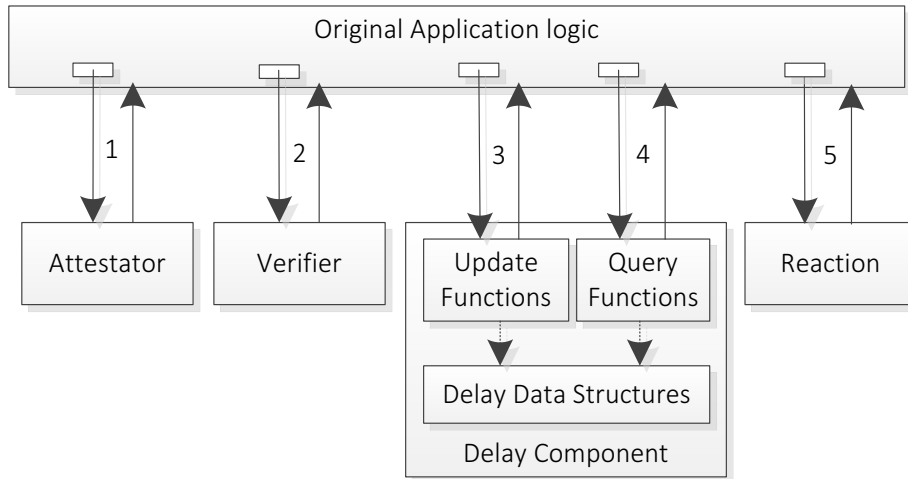 Original Application logic
1
2
3
4
5
Attestator
Verifier
Update
Functions
Query
Functions
Reaction
Delay Data Structures
Delay Component